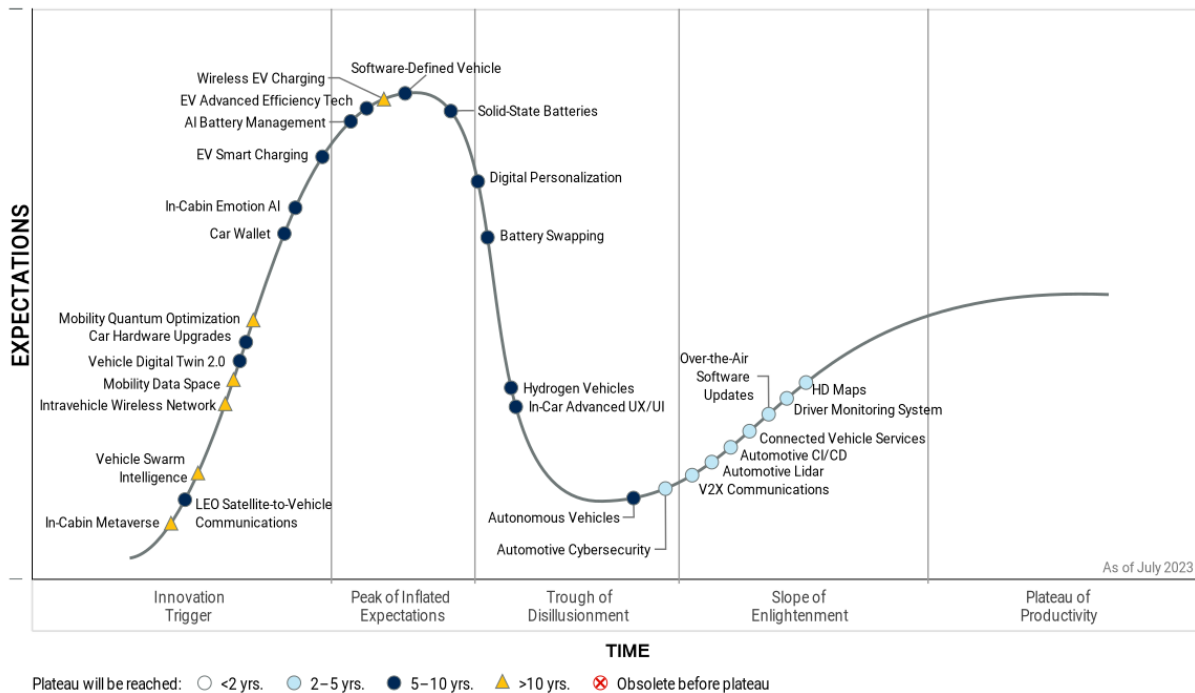 EXPECTATIONS
Wireless EV Charging
Software-Defined Vehicle
EV Advanced Efficiency Tech
Solid-State Batteries
AI Battery Management
EV Smart Charging
Digital Personalization
In-Cabin Emotion AI
Car Wallet
Battery Swapping
Mobility Quantum Optimization
Car Hardware Upgrades
Vehicle Digital Twin 2.0
Mobility Data Space
Intravehicle Wireless Network
Vehicle Swarm
Intelligence
LEO Satellite-to-Vehicle
Communications
In-Cabin Metaverse
Hydrogen Vehicles
In-Car Advanced UX/UI
Autonomous Vehicles
Automotive Cybersecurity
Over-the-Air
Software
Updates
HD Maps
Driver Monitoring System
Connected Vehicle Services
Automotive CI/CD
Automotive Lidar
V2X Communications
As of July 2023
Innovation
Trigger
Peak of Inflated
Expectations
Trough of
Disillusionment
Slope of
Enlightenment
Plateau of
Productivity
TIME
Plateau will be reached: <2 yrs. 2–5 yrs. 5–10 yrs. >10 yrs. Obsolete before plateau